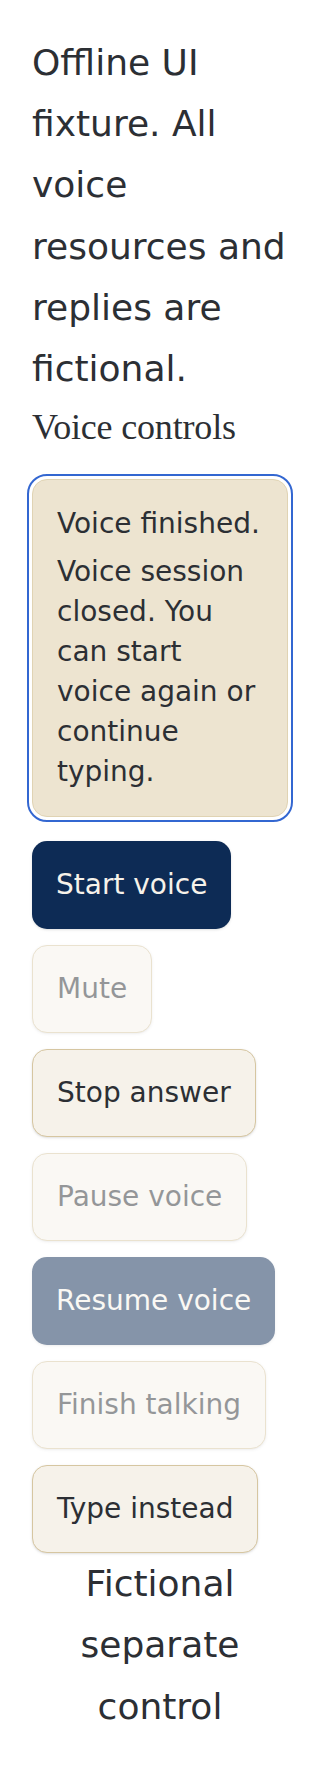 Offline UI
fixture. All
voice
resources and
replies are
fictional.
Voice controls
Voice finished.
Voice session
closed. You
can start
voice again or
continue
typing.
Start voice
Mute
Stop answer
Pause voice
Resume voice
Finish talking
Type instead
Fictional
separate
control